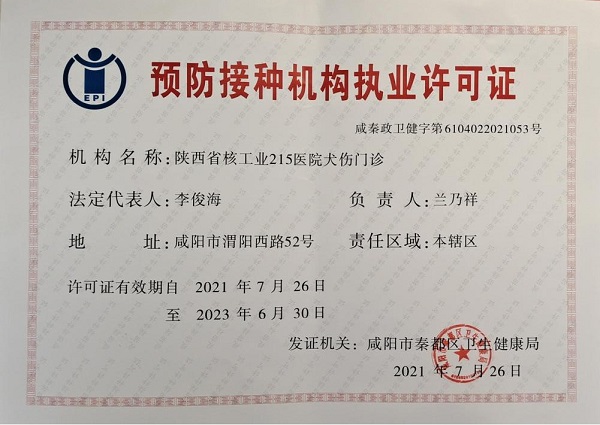 EPI
预防接种机构执业许可证
咸秦政卫健字第6104022021053号
机构名称:陕西省核工业215医院犬伤门诊
法定代表人:李俊海 负责人:兰乃祥
地址:咸阳市渭阳西路52号 责任区域:本辖区
许可证有效期自 2021 年 7 月 26日
至 2023 年 6 月 30日
发证机关: 咸阳市秦都区卫生健康局
2021 年 7 月 26日